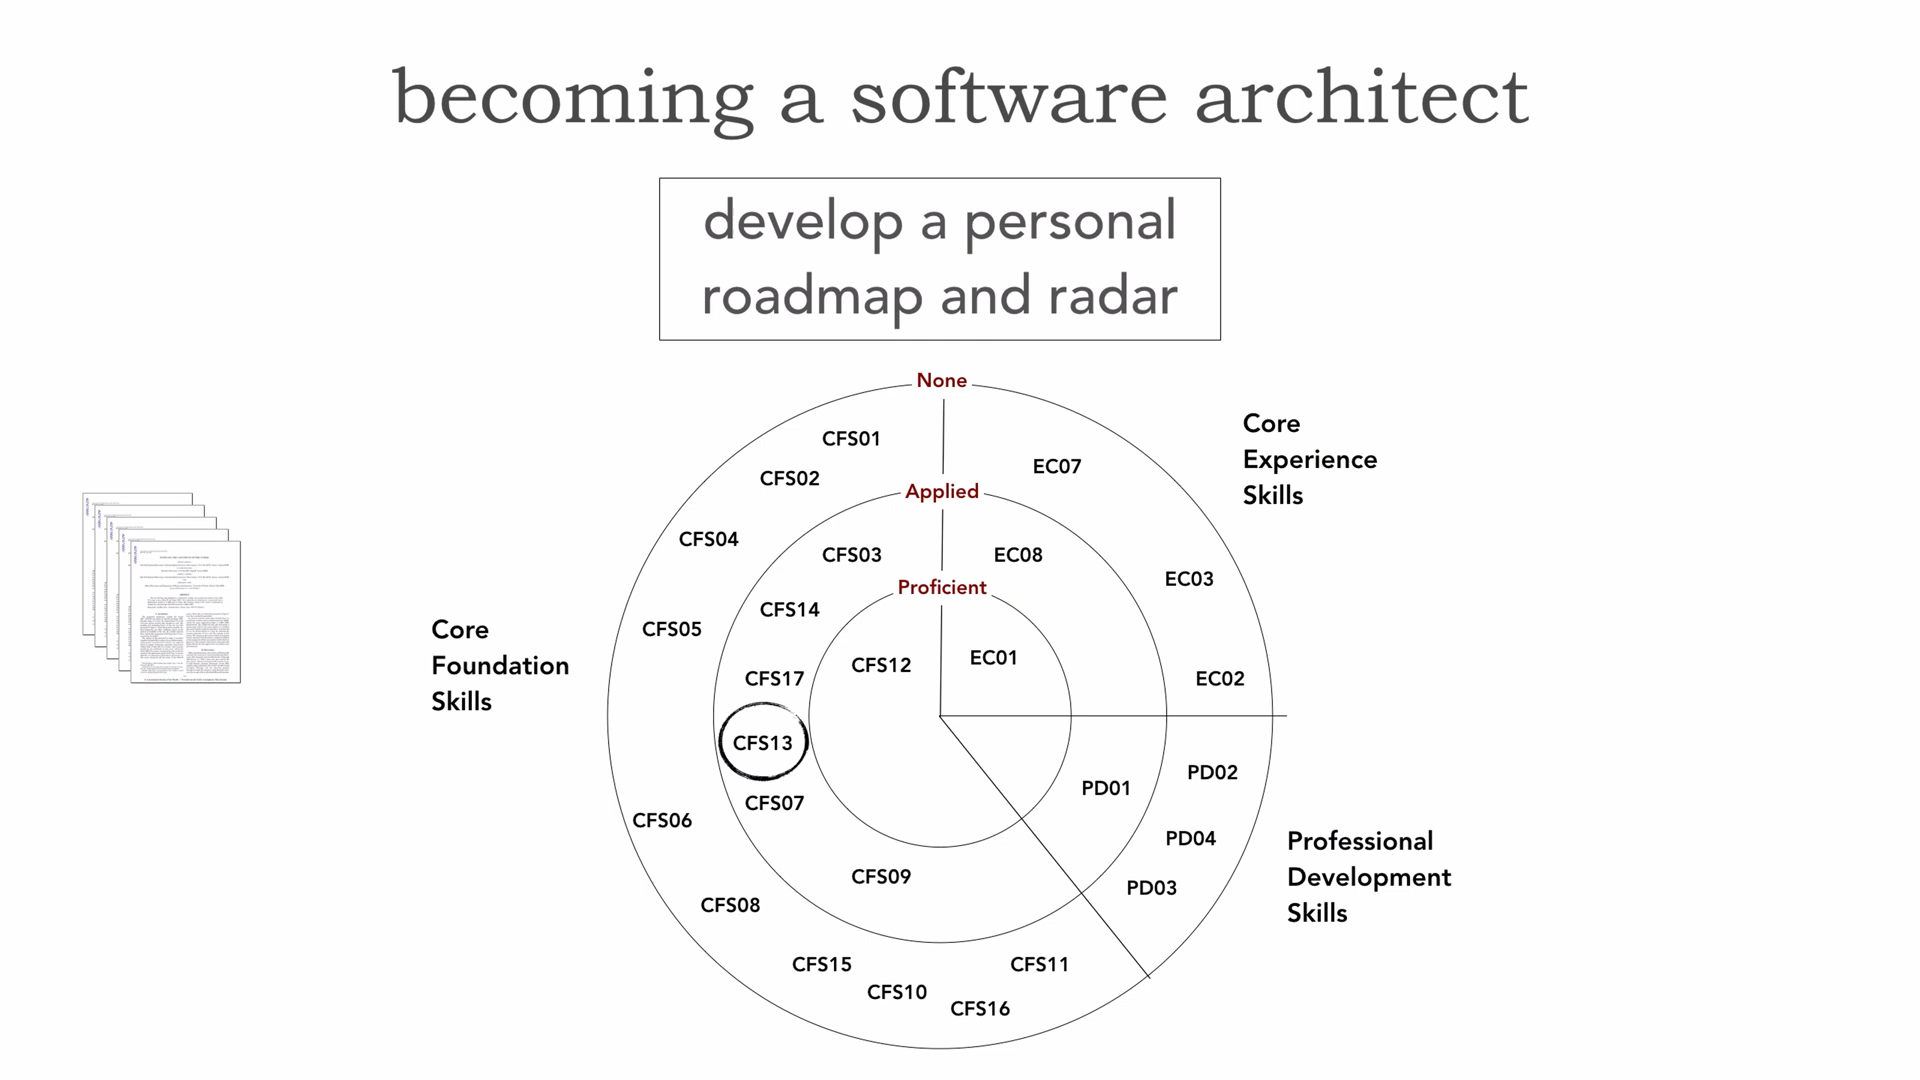 becoming a software architect
develop a personal
roadmap and radar
None
CFS01
EC07
CFS02
Applied
CFS04
CFS03
EC08
EC03
Proficient
CFS14
CFS05
CFS12
EC01
CFS17
EC02
CFS13
PD02
PD01
CFS07
CFS06
PD04
CFS09
PD03
CFS08
CFS15
CFS11
CFS10
CFS16
Core
Experience
Skills
Core
Foundation
Skills
Professional
Development
Skills